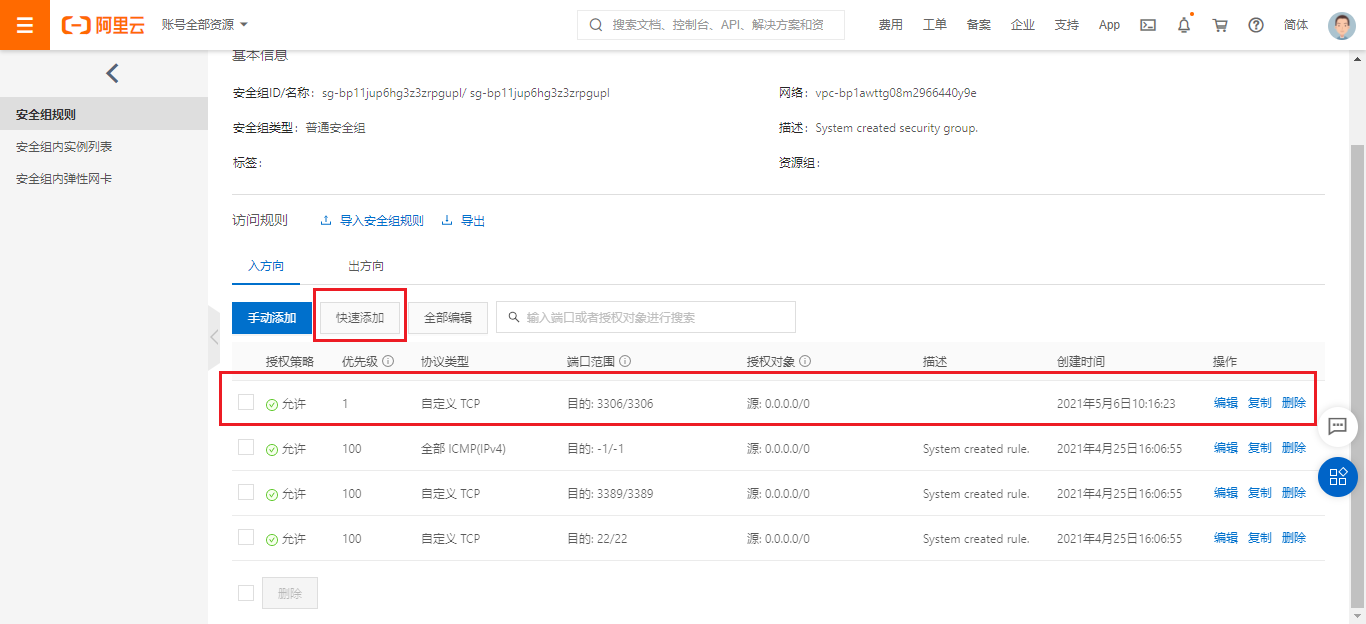 阿里云 账号全部资源 搜索文档、控制台、API、解决方案和资 费用 工单 备案 企业 支持 App 简体
基本信息
安全组ID/名称: sg-bp11jup6hg3z3zrpgupl/ sg-bp11jup6hg3z3zrpgupl 网络: vpc-bp1awttg08m2966440y9e
安全组规则
安全组类型: 普通安全组 描述: System created security group.
安全组内实例列表
标签: 资源组:
安全组内弹性网卡
访问规则 导入安全组规则 导出
入方向 出方向
手动添加 快速添加 全部编辑 输入端口或者授权对象进行搜索
授权策略 优先级 协议类型 端口范围 授权对象 描述 创建时间 操作
允许 1 自定义 TCP 目的: 3306/3306 源: 0.0.0.0/0 2021年5月6日10:16:23 编辑 复制 删除
允许 100 全部 ICMP(IPv4) 目的: -1/-1 源: 0.0.0.0/0 System created rule. 2021年4月25日16:06:55 编辑 复制 删除
允许 100 自定义 TCP 目的: 3389/3389 源: 0.0.0.0/0 System created rule. 2021年4月25日16:06:55 编辑 复制 删除
允许 100 自定义 TCP 目的: 22/22 源: 0.0.0.0/0 System created rule. 2021年4月25日16:06:55 编辑 复制 删除
删除